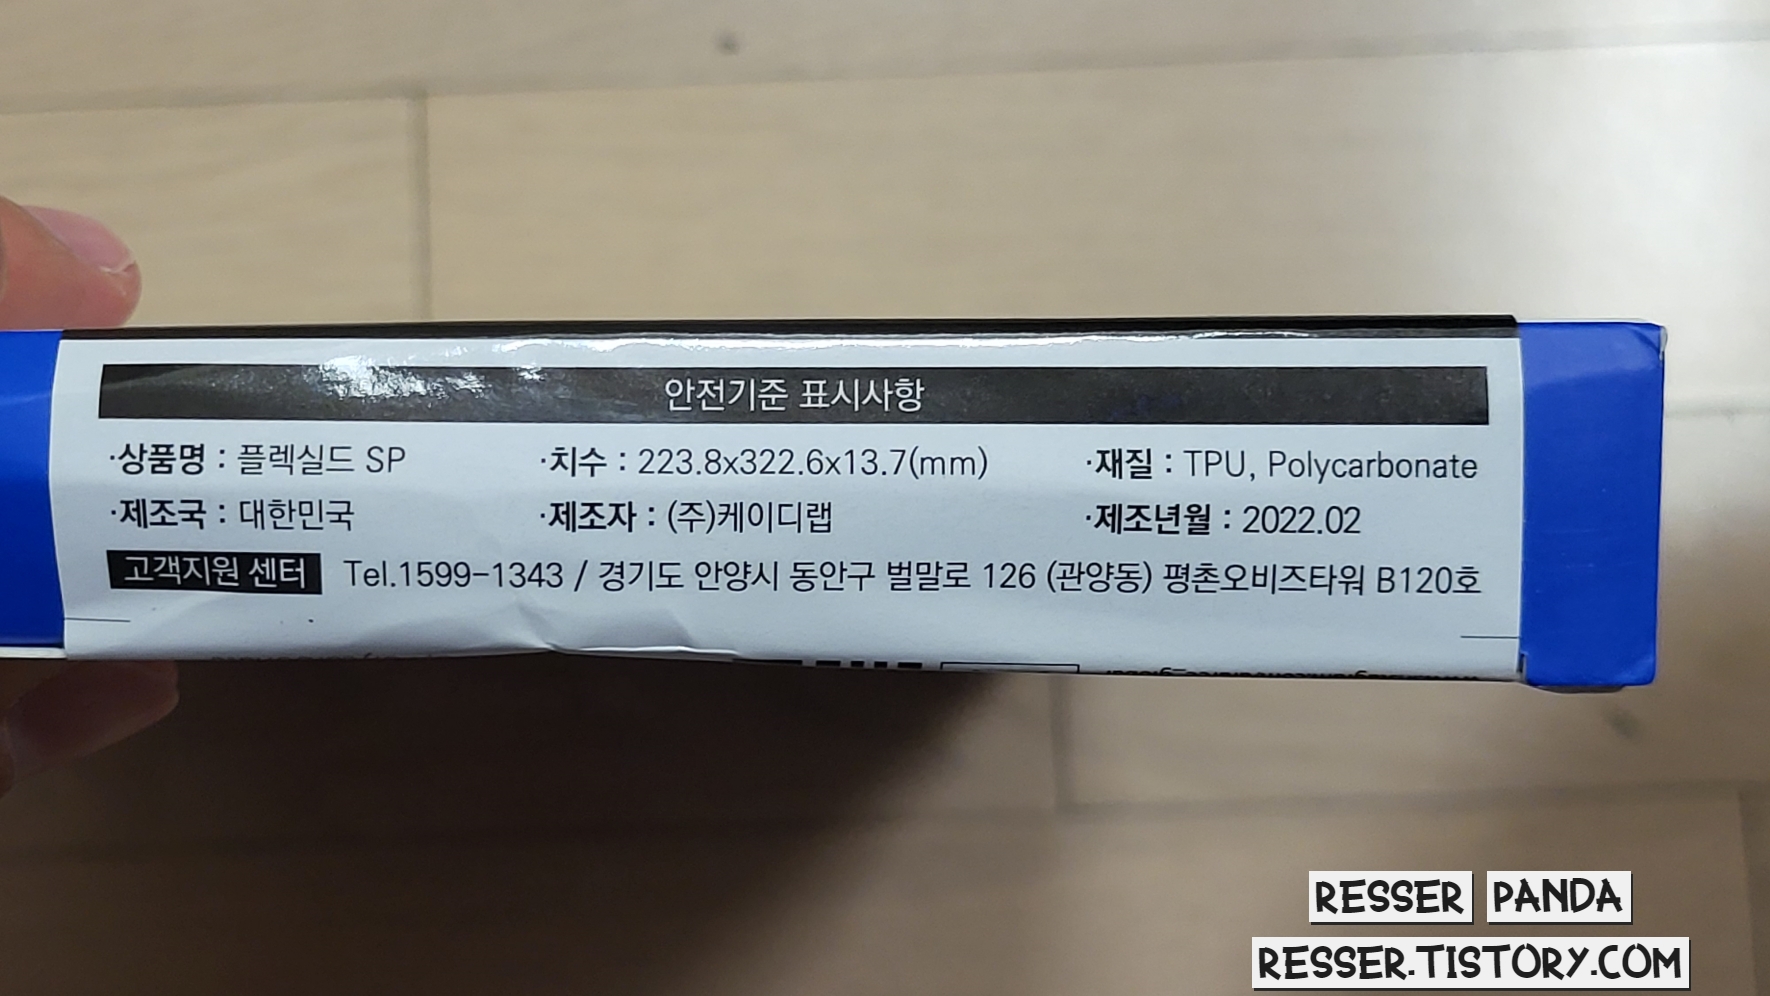 안전기준 표시사항
·상품명 : 플렉실드 SP ·치수 : 223.8x322.6x13.7(mm) ·재질 : TPU, Polycarbonate
·제조국 : 대한민국 ·제조자 : (주)케이디랩 ·제조년월 : 2022.02
고객지원 센터 Tel.1599-1343 / 경기도 안양시 동안구 벌말로 126 (관양동) 평촌오비즈타워 B120호
RESSER PANDA
RESSER.TISTORY.COM